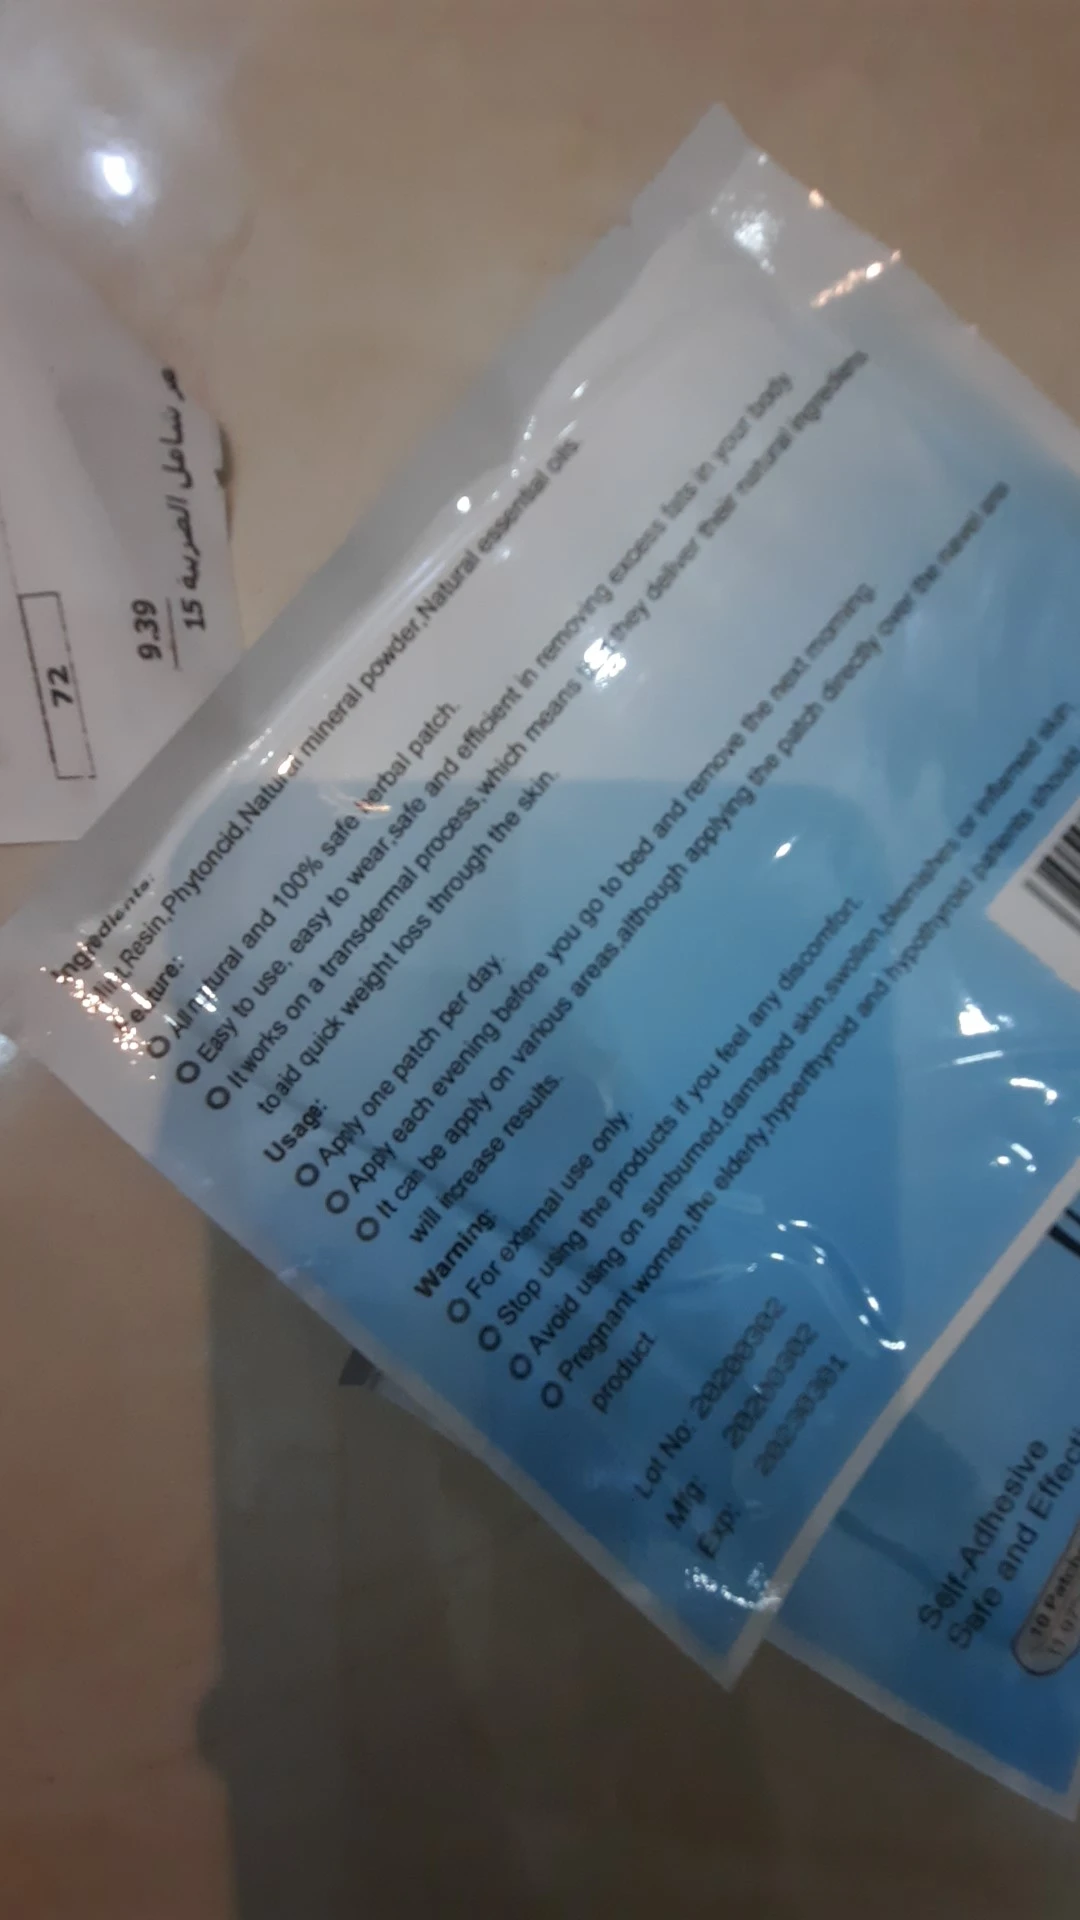 Ingredients:
Resin,Phytoncid,Natural mineral powder,Natural essential oils
Feature:
All natural and 100% safe herbal patch.
Easy to use, easy to wear,safe and efficient in removing excess fats in your body
It works on a transdermal process,which means they deliver their natural ingredients
to aid quick weight loss through the skin.
Usage:
Apply one patch per day.
Apply each evening before you go to bed and remove the next morning
It can be apply on various areas,although applying the patch directly over the navel are
will increase results.
Warning:
For external use only.
Stop using the products if you feel any discomfort.
Avoid using on sunburned,damaged skin,swollen,blemishes or inflamed skin
Pregnant women,the elderly,hyperthyroid and hypothyroid patients should
product
Lot No: 20200302
Mfg: 20200302
Exp: 20230301
Self-Adhesive
Safe and Effecti
10 Patch
72
9.39
شامل الضريبة 15